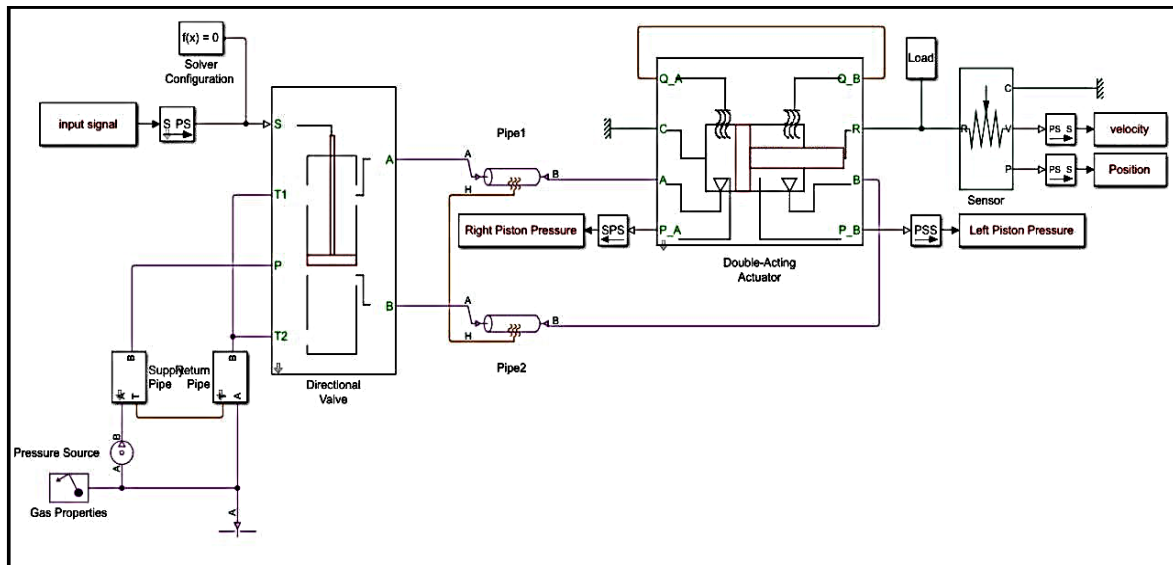 f(x) = 0
Solver
Configuration
input signal
S PS
S
T1
P
T2
A
B
Directional
Valve
Pipe1
A
B
H
Pipe2
A
B
H
Q_A
Q_B
C
R
A
B
P_A
P_B
Double-Acting
Actuator
Right Piston Pressure
SPS
PSS
Left Piston Pressure
Load
R
C
V
P
Sensor
PS S
velocity
PS S
Position
B
A
T
Supply
Pipe
Return
Pipe
B
A
Pressure Source
B
A
Gas Properties
A